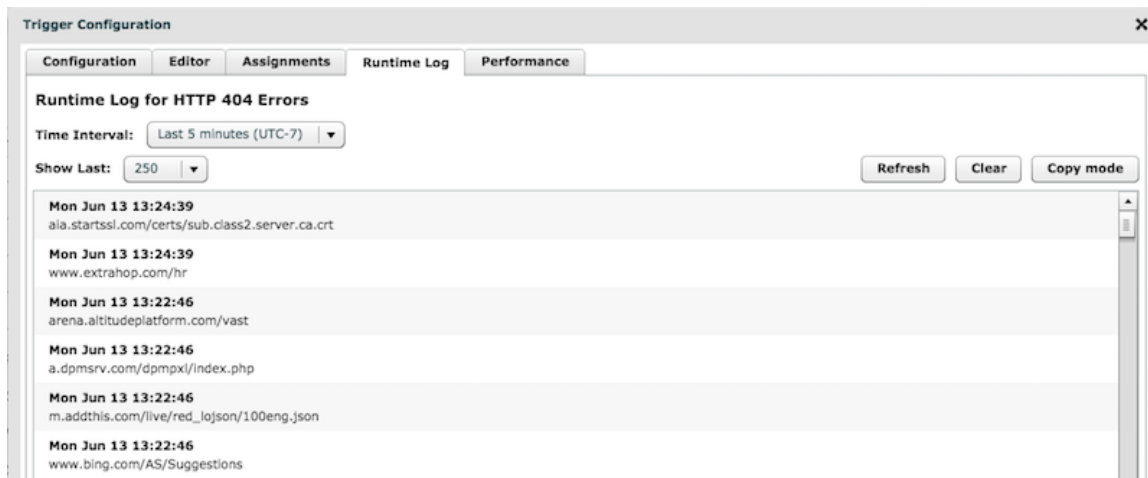 Trigger Configuration
Configuration Editor Assignments Runtime Log Performance
Runtime Log for HTTP 404 Errors
Time Interval: Last 5 minutes (UTC-7)
Show Last: 250 Refresh Clear Copy mode
Mon Jun 13 13:24:39
aia.startssl.com/certs/sub.class2.server.ca.crt
Mon Jun 13 13:24:39
www.extrahop.com/hr
Mon Jun 13 13:22:46
arena.altitudeplatform.com/vast
Mon Jun 13 13:22:46
a.dpmsrv.com/dpmpxl/index.php
Mon Jun 13 13:22:46
m.addthis.com/live/red_lojson/100eng.json
Mon Jun 13 13:22:46
www.bing.com/AS/Suggestions